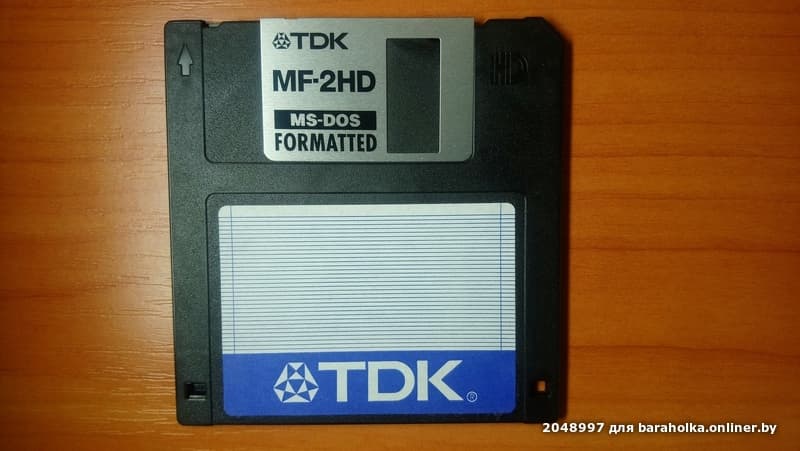 TDK
MF-2HD
MS-DOS
FORMATTED
HD
TDK®
2048997 для baraholka.onliner.by